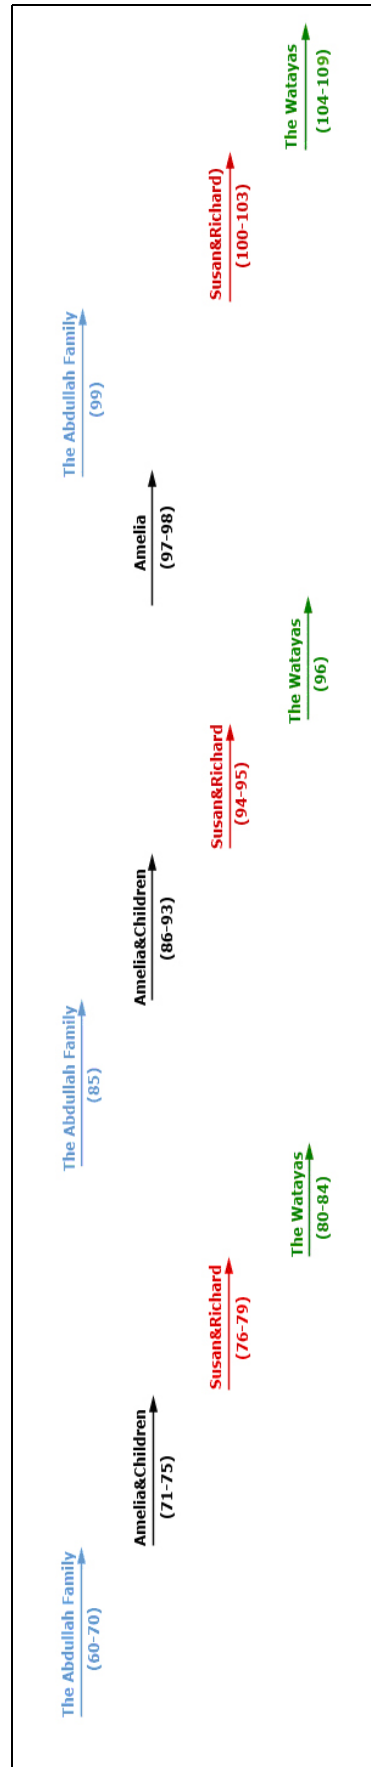 The Abdullah Family
(60-70)
Amelia&Children
(71-75)
Susan&Richard
(76-79)
The Watayas
(80-84)
The Abdullah Family
(85)
Amelia&Children
(86-93)
Susan&Richard
(94-95)
The Watayas
(96)
Amelia
(97-98)
The Abdullah Family
(99)
Susan&Richard)
(100-103)
The Watayas
(104-109)